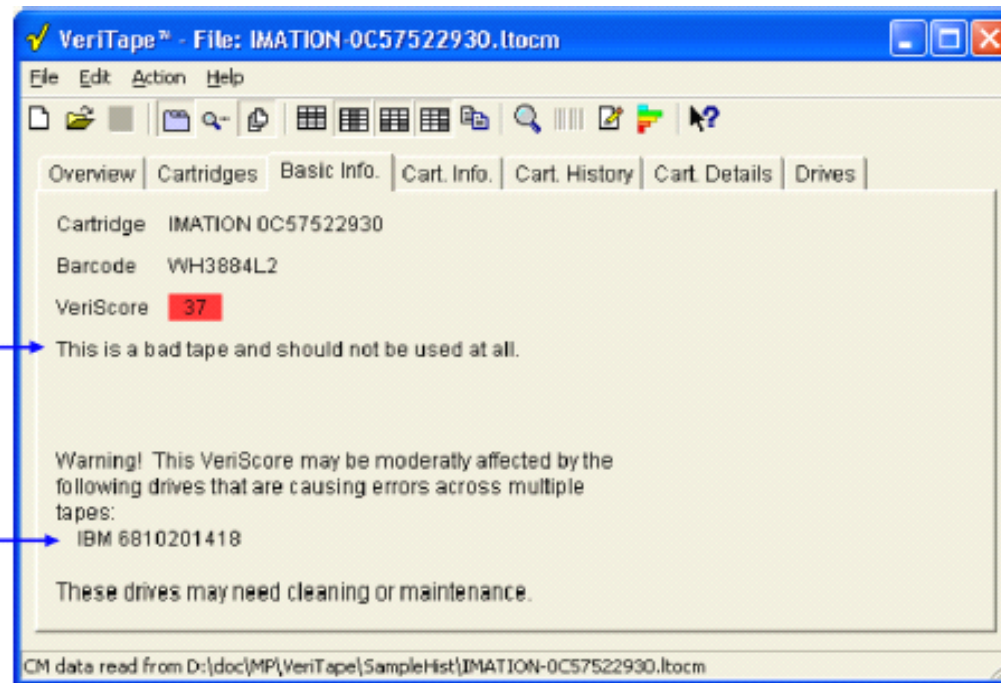 VeriTape™ - File: IMATION-0C57522930.ltocm
File Edit Action Help
Overview Cartridges Basic Info. Cart. Info. Cart. History Cart. Details Drives
Cartridge IMATION 0C57522930
Barcode WH3884L2
VeriScore 37
This is a bad tape and should not be used at all.
Warning! This VeriScore may be moderatly affected by the
following drives that are causing errors across multiple
tapes:
IBM 6810201418
These drives may need cleaning or maintenance.
CM data read from D:\doc\MP\VeriTape\SampleHist\IMATION-0C57522930.ltocm